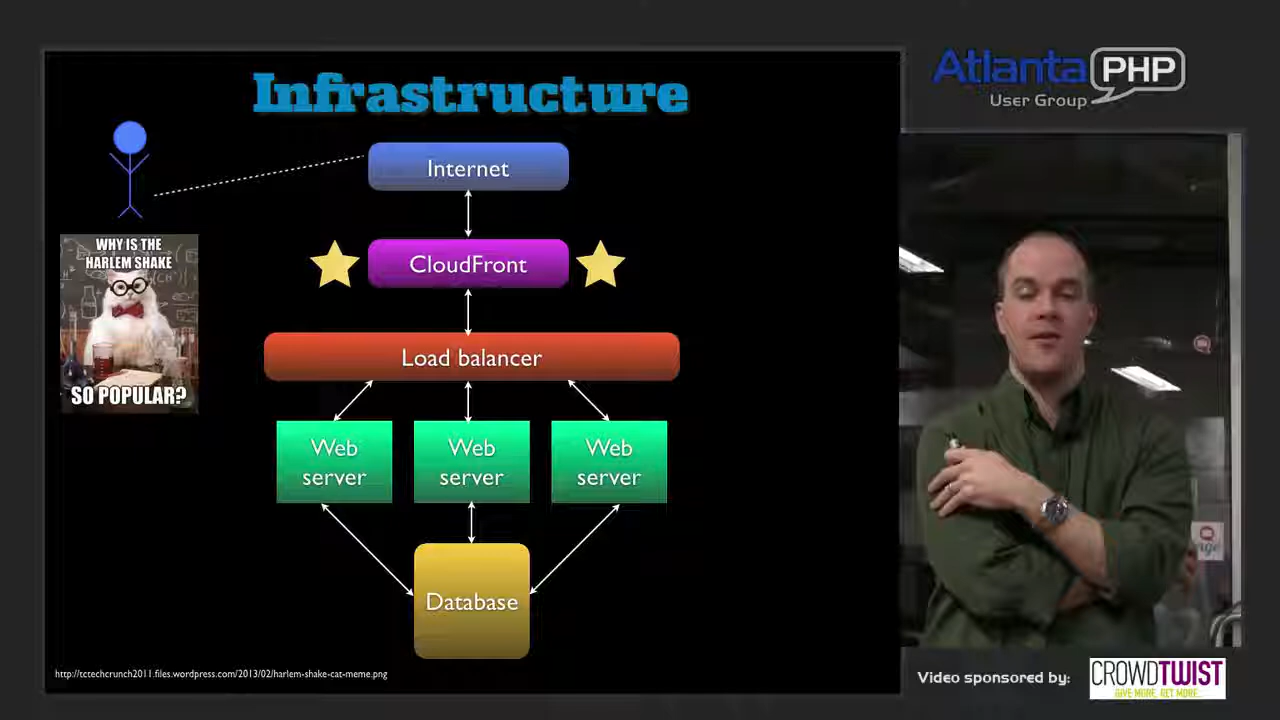 Infrastructure
Internet
CloudFront
Load balancer
Web
server
Web
server
Web
server
Database
WHY IS THE
HARLEM SHAKE
SO POPULAR?
http://tctechcrunch2011.files.wordpress.com/2013/02/harlem-shake-cat-meme.png
Atlanta PHP
User Group
Video sponsored by:
CROWDTWIST
GIVE MORE, GET MORE.